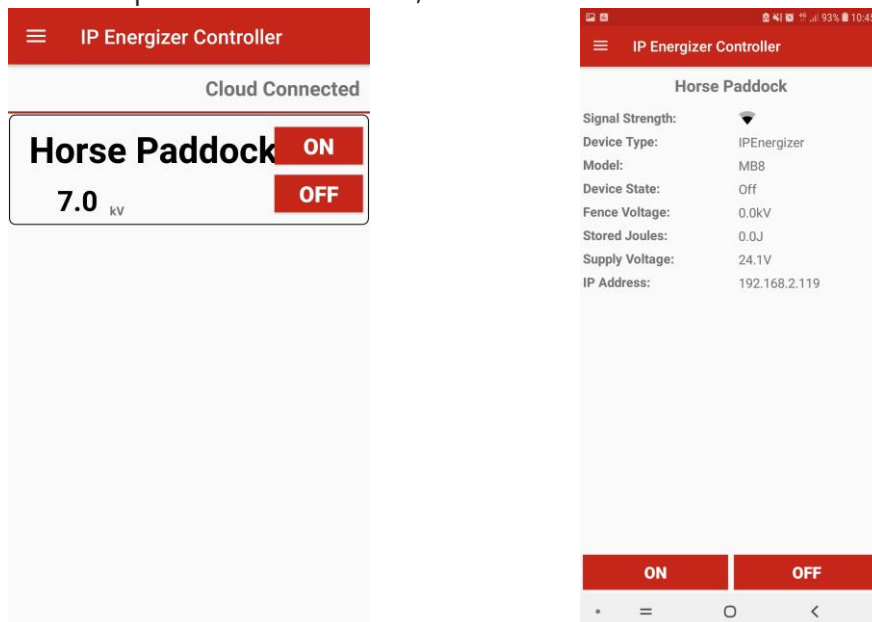 IP Energizer Controller
Cloud Connected
Horse Paddock
ON
7.0 kV
OFF
93% 10:45
IP Energizer Controller
Horse Paddock
Signal Strength:
Device Type: IPEnergizer
Model: MB8
Device State: Off
Fence Voltage: 0.0kV
Stored Joules: 0.0J
Supply Voltage: 24.1V
IP Address: 192.168.2.119
ON OFF